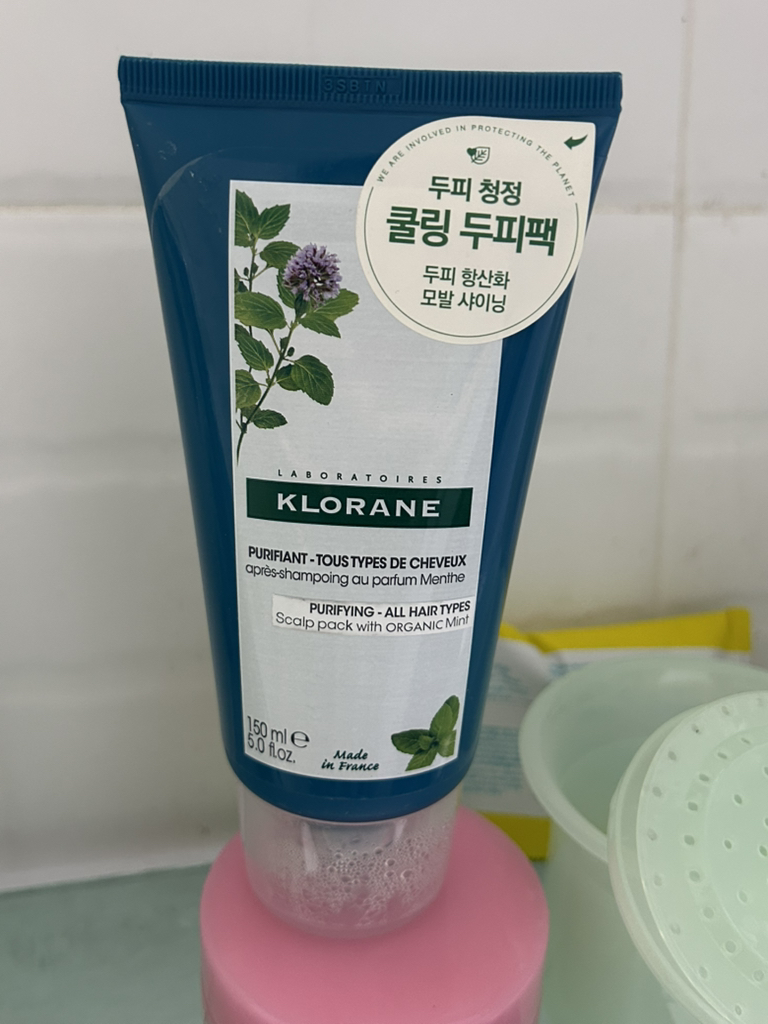 WE ARE INVOLVED IN PROTECTING THE PLANET
두피 청정
쿨링 두피팩
두피 항산화
모발 샤이닝
LABORATOIRES
KLORANE
PURIFIANT - TOUS TYPES DE CHEVEUX
après-shampoing au parfum Menthe
PURIFYING - ALL HAIR TYPES
Scalp pack with ORGANIC Mint
150 ml e
5.0 fl.oz.
Made
in France